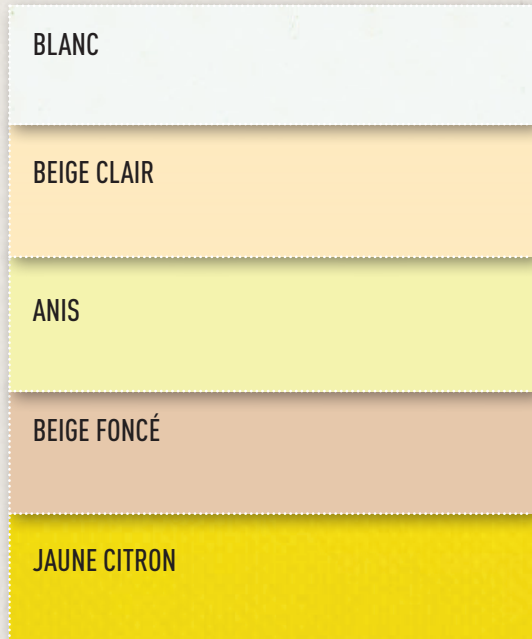 BLANC
BEIGE CLAIR
ANIS
BEIGE FONCÉ
JAUNE CITRON